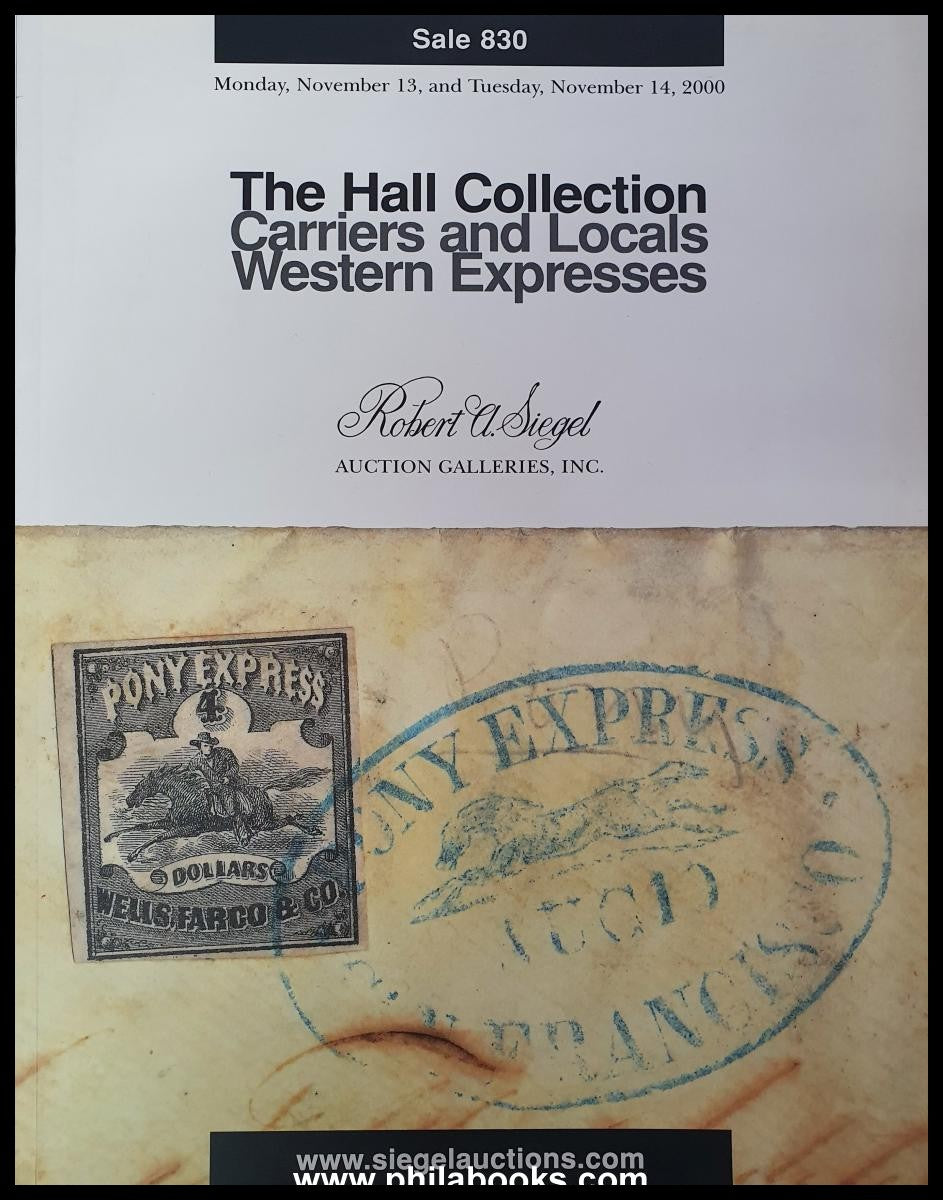 Sale 830
Monday, November 13, and Tuesday, November 14, 2000
The Hall Collection
Carriers and Locals
Western Expresses
Robert A. Siegel
AUCTION GALLERIES, INC.
PONY EXPRESS
4
DOLLARS
WELLS, FARGO & CO.
PONY EXPRESS
AUG
FRANCISCO
www.siegelauctions.com
www.philabooks.com